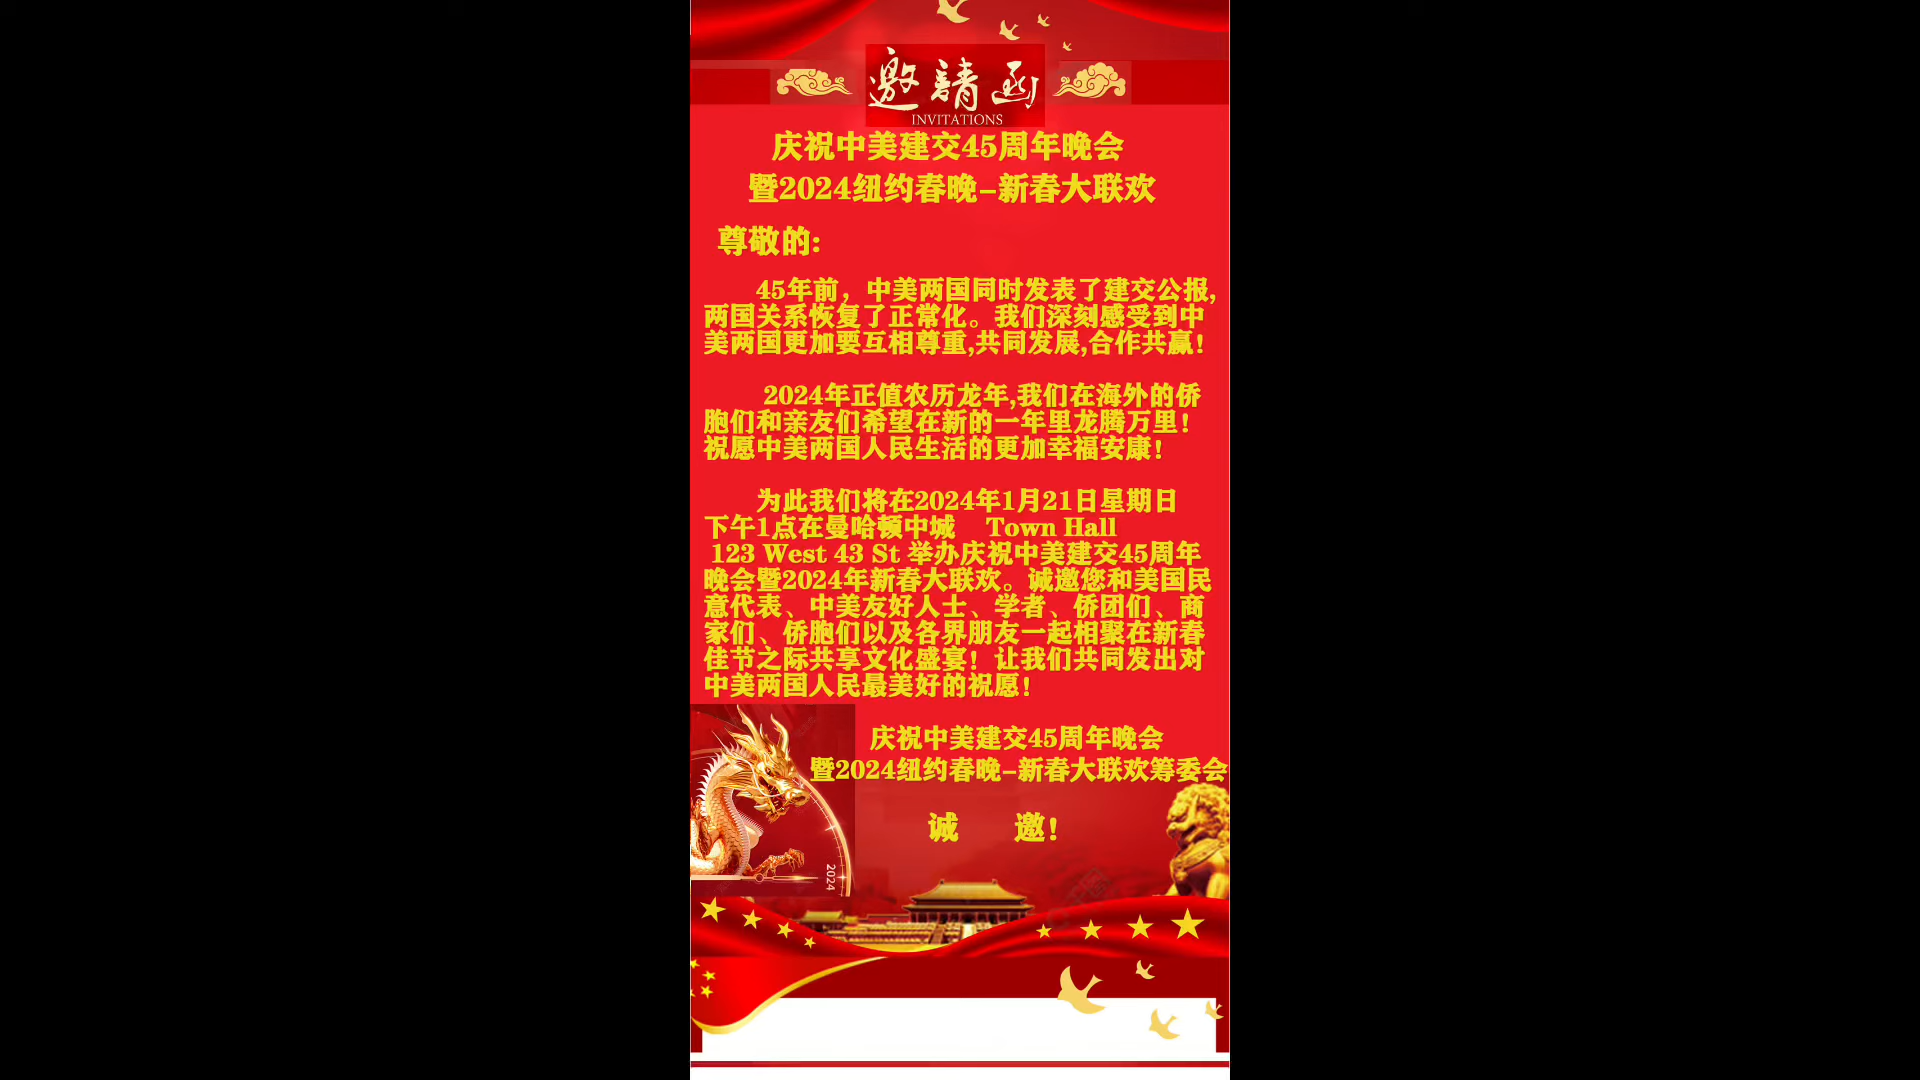 邀請函
INVITATIONS
庆祝中美建交45周年晚会
暨2024纽约春晚-新春大联欢
尊敬的:
45年前，中美两国同时发表了建交公报,
两国关系恢复了正常化。我们深刻感受到中
美两国更加要互相尊重,共同发展,合作共赢!
2024年正值农历龙年,我们在海外的侨
胞们和亲友们希望在新的一年里龙腾万里!
祝愿中美两国人民生活的更加幸福安康!
为此我们将在2024年1月21日星期日
下午1点在曼哈顿中城 Town Hall
123 West 43 St 举办庆祝中美建交45周年
晚会暨2024年新春大联欢。诚邀您和美国民
意代表、中美友好人士、学者、侨团们、商
家们、侨胞们以及各界朋友一起相聚在新春
佳节之际共享文化盛宴! 让我们共同发出对
中美两国人民最美好的祝愿!
庆祝中美建交45周年晚会
暨2024纽约春晚-新春大联欢筹委会
诚 邀!
2024